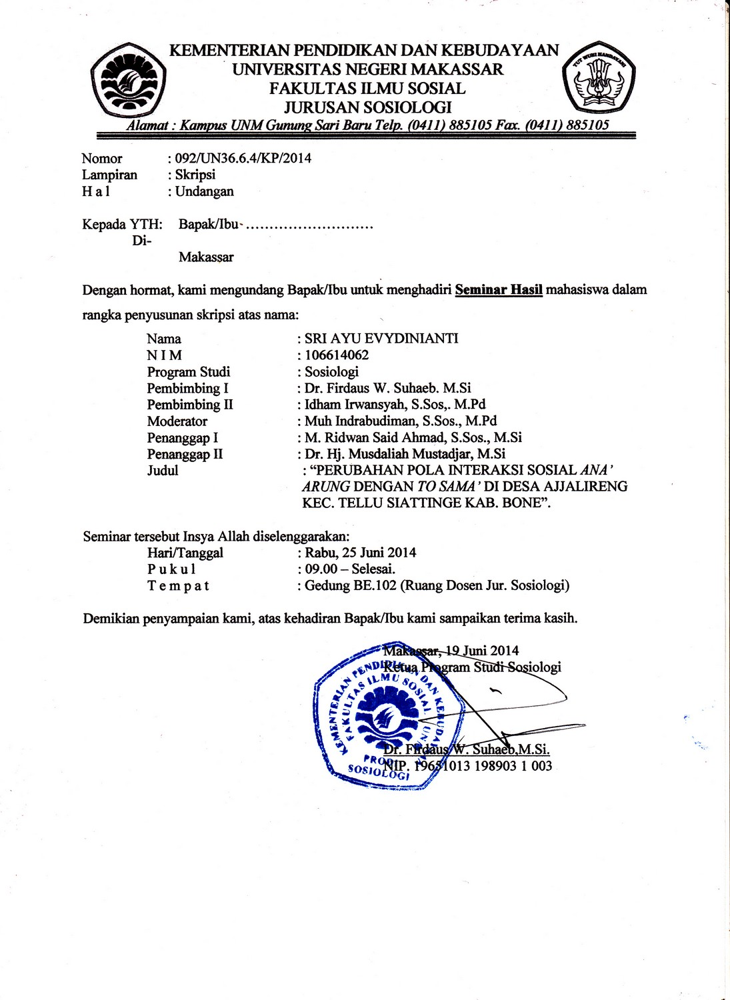 KEMENTERIAN PENDIDIKAN DAN KEBUDAYAAN
UNIVERSITAS NEGERI MAKASSAR
FAKULTAS ILMU SOSIAL
JURUSAN SOSIOLOGI
TUT WURI HANDAYANI
Alamat : Kampus UNM Gunung Sari Baru Telp. (0411) 885105 Fax. (0411) 885105
Nomor : 092/UN36.6.4/KP/2014
Lampiran : Skripsi
H a l : Undangan
Kepada YTH: Bapak/Ibu ...........................
Di-
Makassar
Dengan hormat, kami mengundang Bapak/Ibu untuk menghadiri Seminar Hasil mahasiswa dalam
rangka penyusunan skripsi atas nama:
Nama : SRI AYU EVYDINIANTI
N I M : 106614062
Program Studi : Sosiologi
Pembimbing I : Dr. Firdaus W. Suhaeb. M.Si
Pembimbing II : Idham Irwansyah, S.Sos,. M.Pd
Moderator : Muh Indrabudiman, S.Sos., M.Pd
Penanggap I : M. Ridwan Said Ahmad, S.Sos., M.Si
Penanggap II : Dr. Hj. Musdaliah Mustadjar, M.Si
Judul : “PERUBAHAN POLA INTERAKSI SOSIAL ANA’
ARUNG DENGAN TO SAMA’ DI DESA AJJALIRENG
KEC. TELLU SIATTINGE KAB. BONE”.
Seminar tersebut Insya Allah diselenggarakan:
Hari/Tanggal : Rabu, 25 Juni 2014
P u k u l : 09.00 – Selesai.
T e m p a t : Gedung BE.102 (Ruang Dosen Jur. Sosiologi)
Demikian penyampaian kami, atas kehadiran Bapak/Ibu kami sampaikan terima kasih.
Makassar, 19 Juni 2014
Ketua Program Studi Sosiologi
KEMENTERIAN PENDIDIKAN DAN KEBUDAYAAN
FAKULTAS ILMU SOSIAL UNM
PRODI
SOSIOLOGI
Dr. Firdaus W. Suhaeb,M.Si.
NIP. 19651013 198903 1 003